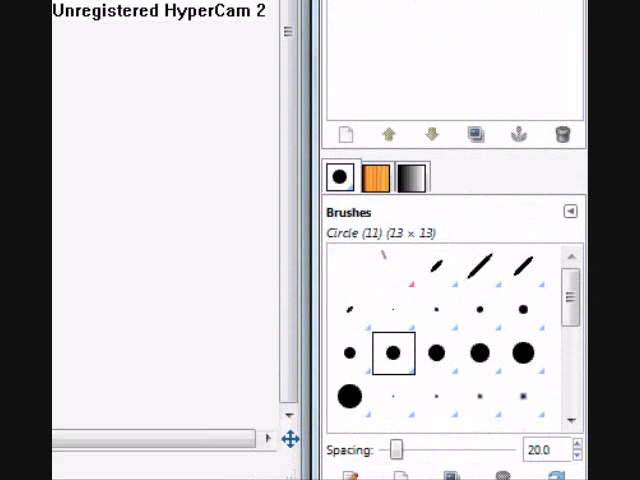 Unregistered HyperCam 2
Brushes
Circle (11) (13 × 13)
Spacing:
20.0